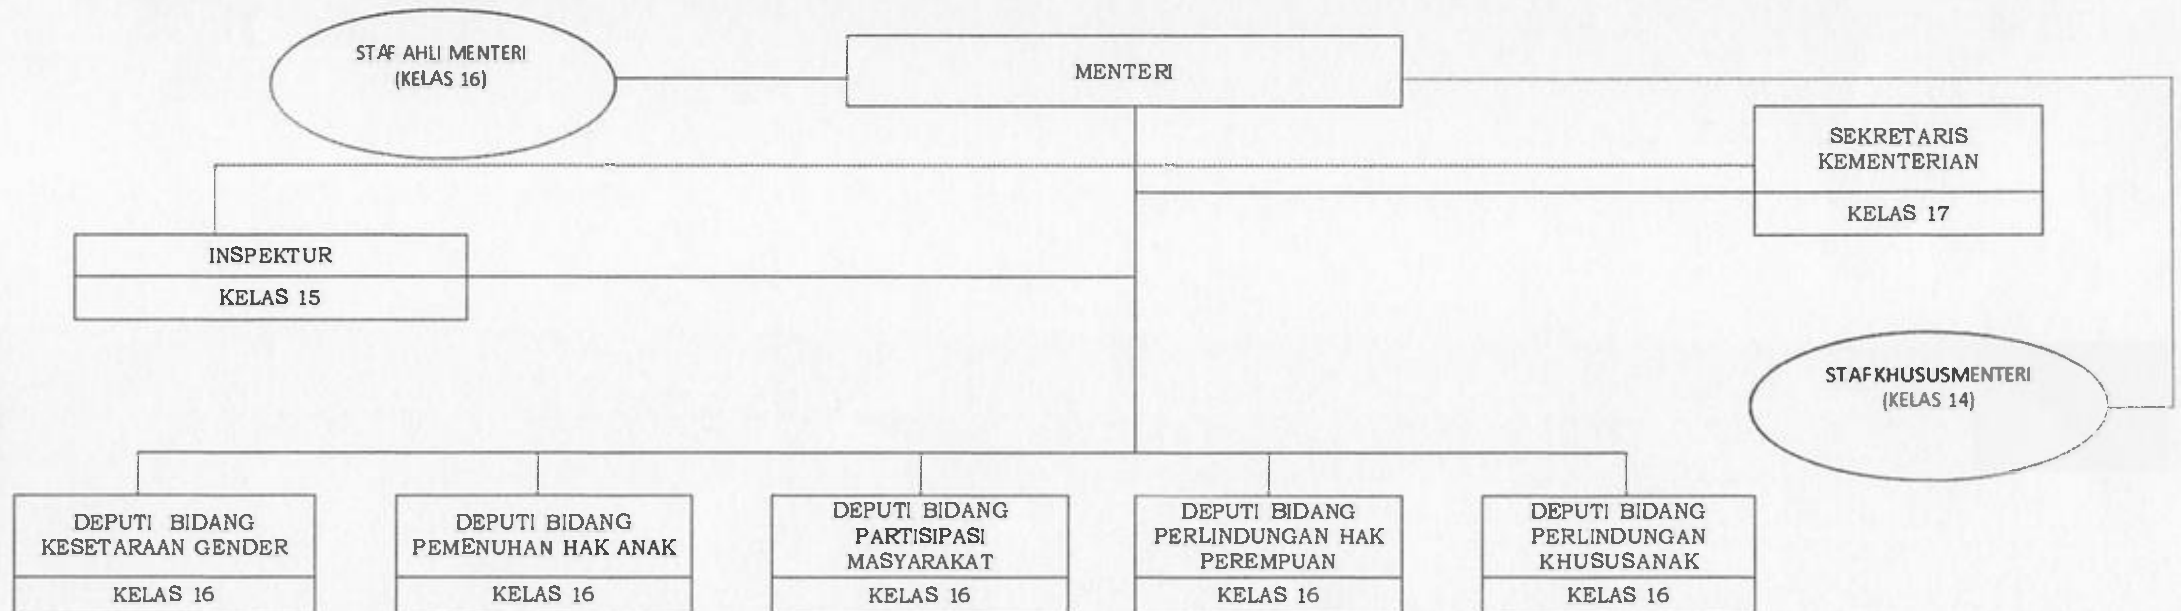 STAF AHLI MENTERI
(KELAS 16)
MENTERI
SEKRETARIS
KEMENTERIAN
KELAS 17
INSPEKTUR
KELAS 15
STAFKHUSUSMENTERI
(KELAS 14)
DEPUTI BIDANG
KESETARAAN GENDER
KELAS 16
DEPUTI BIDANG
PEMENUHAN HAK ANAK
KELAS 16
DEPUTI BIDANG
PARTISIPASI
MASYARAKAT
KELAS 16
DEPUTI BIDANG
PERLINDUNGAN HAK
PEREMPUAN
KELAS 16
DEPUTI BIDANG
PERLINDUNGAN
KHUSUSANAK
KELAS 16